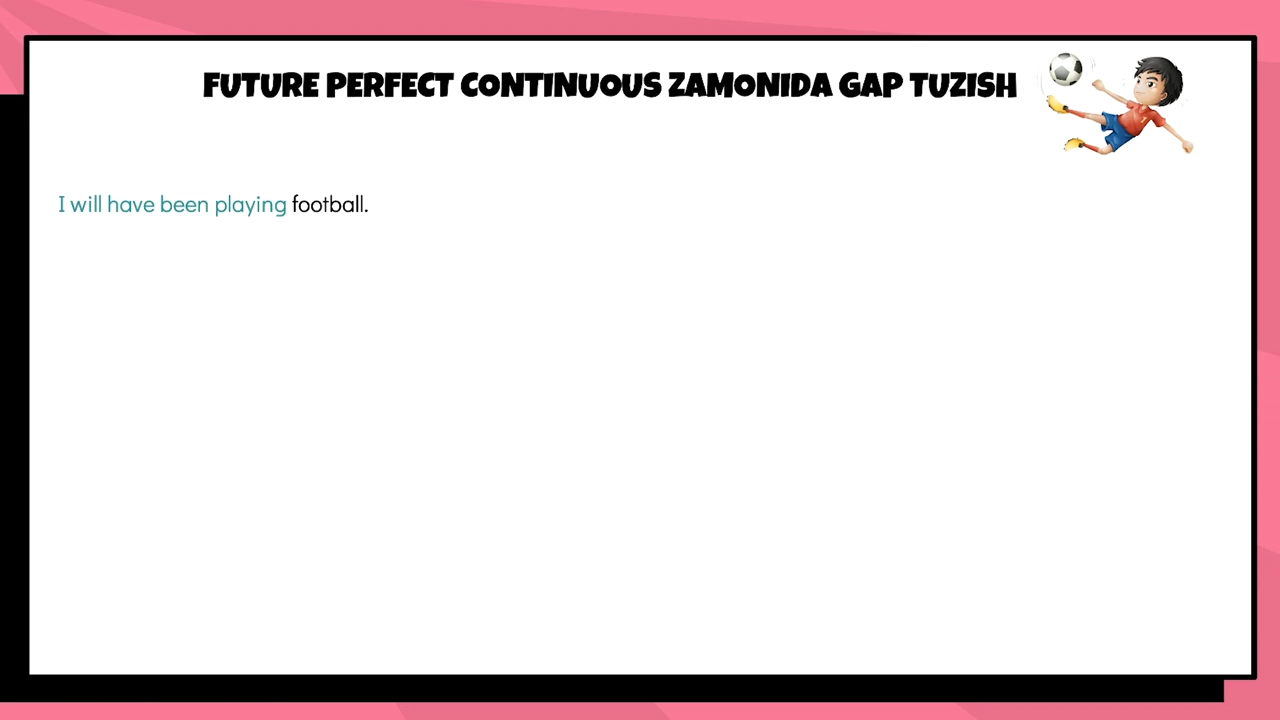 FUTURE PERFECT CONTINUOUS ZAMONIDA GAP TUZISH
I will have been playing football.